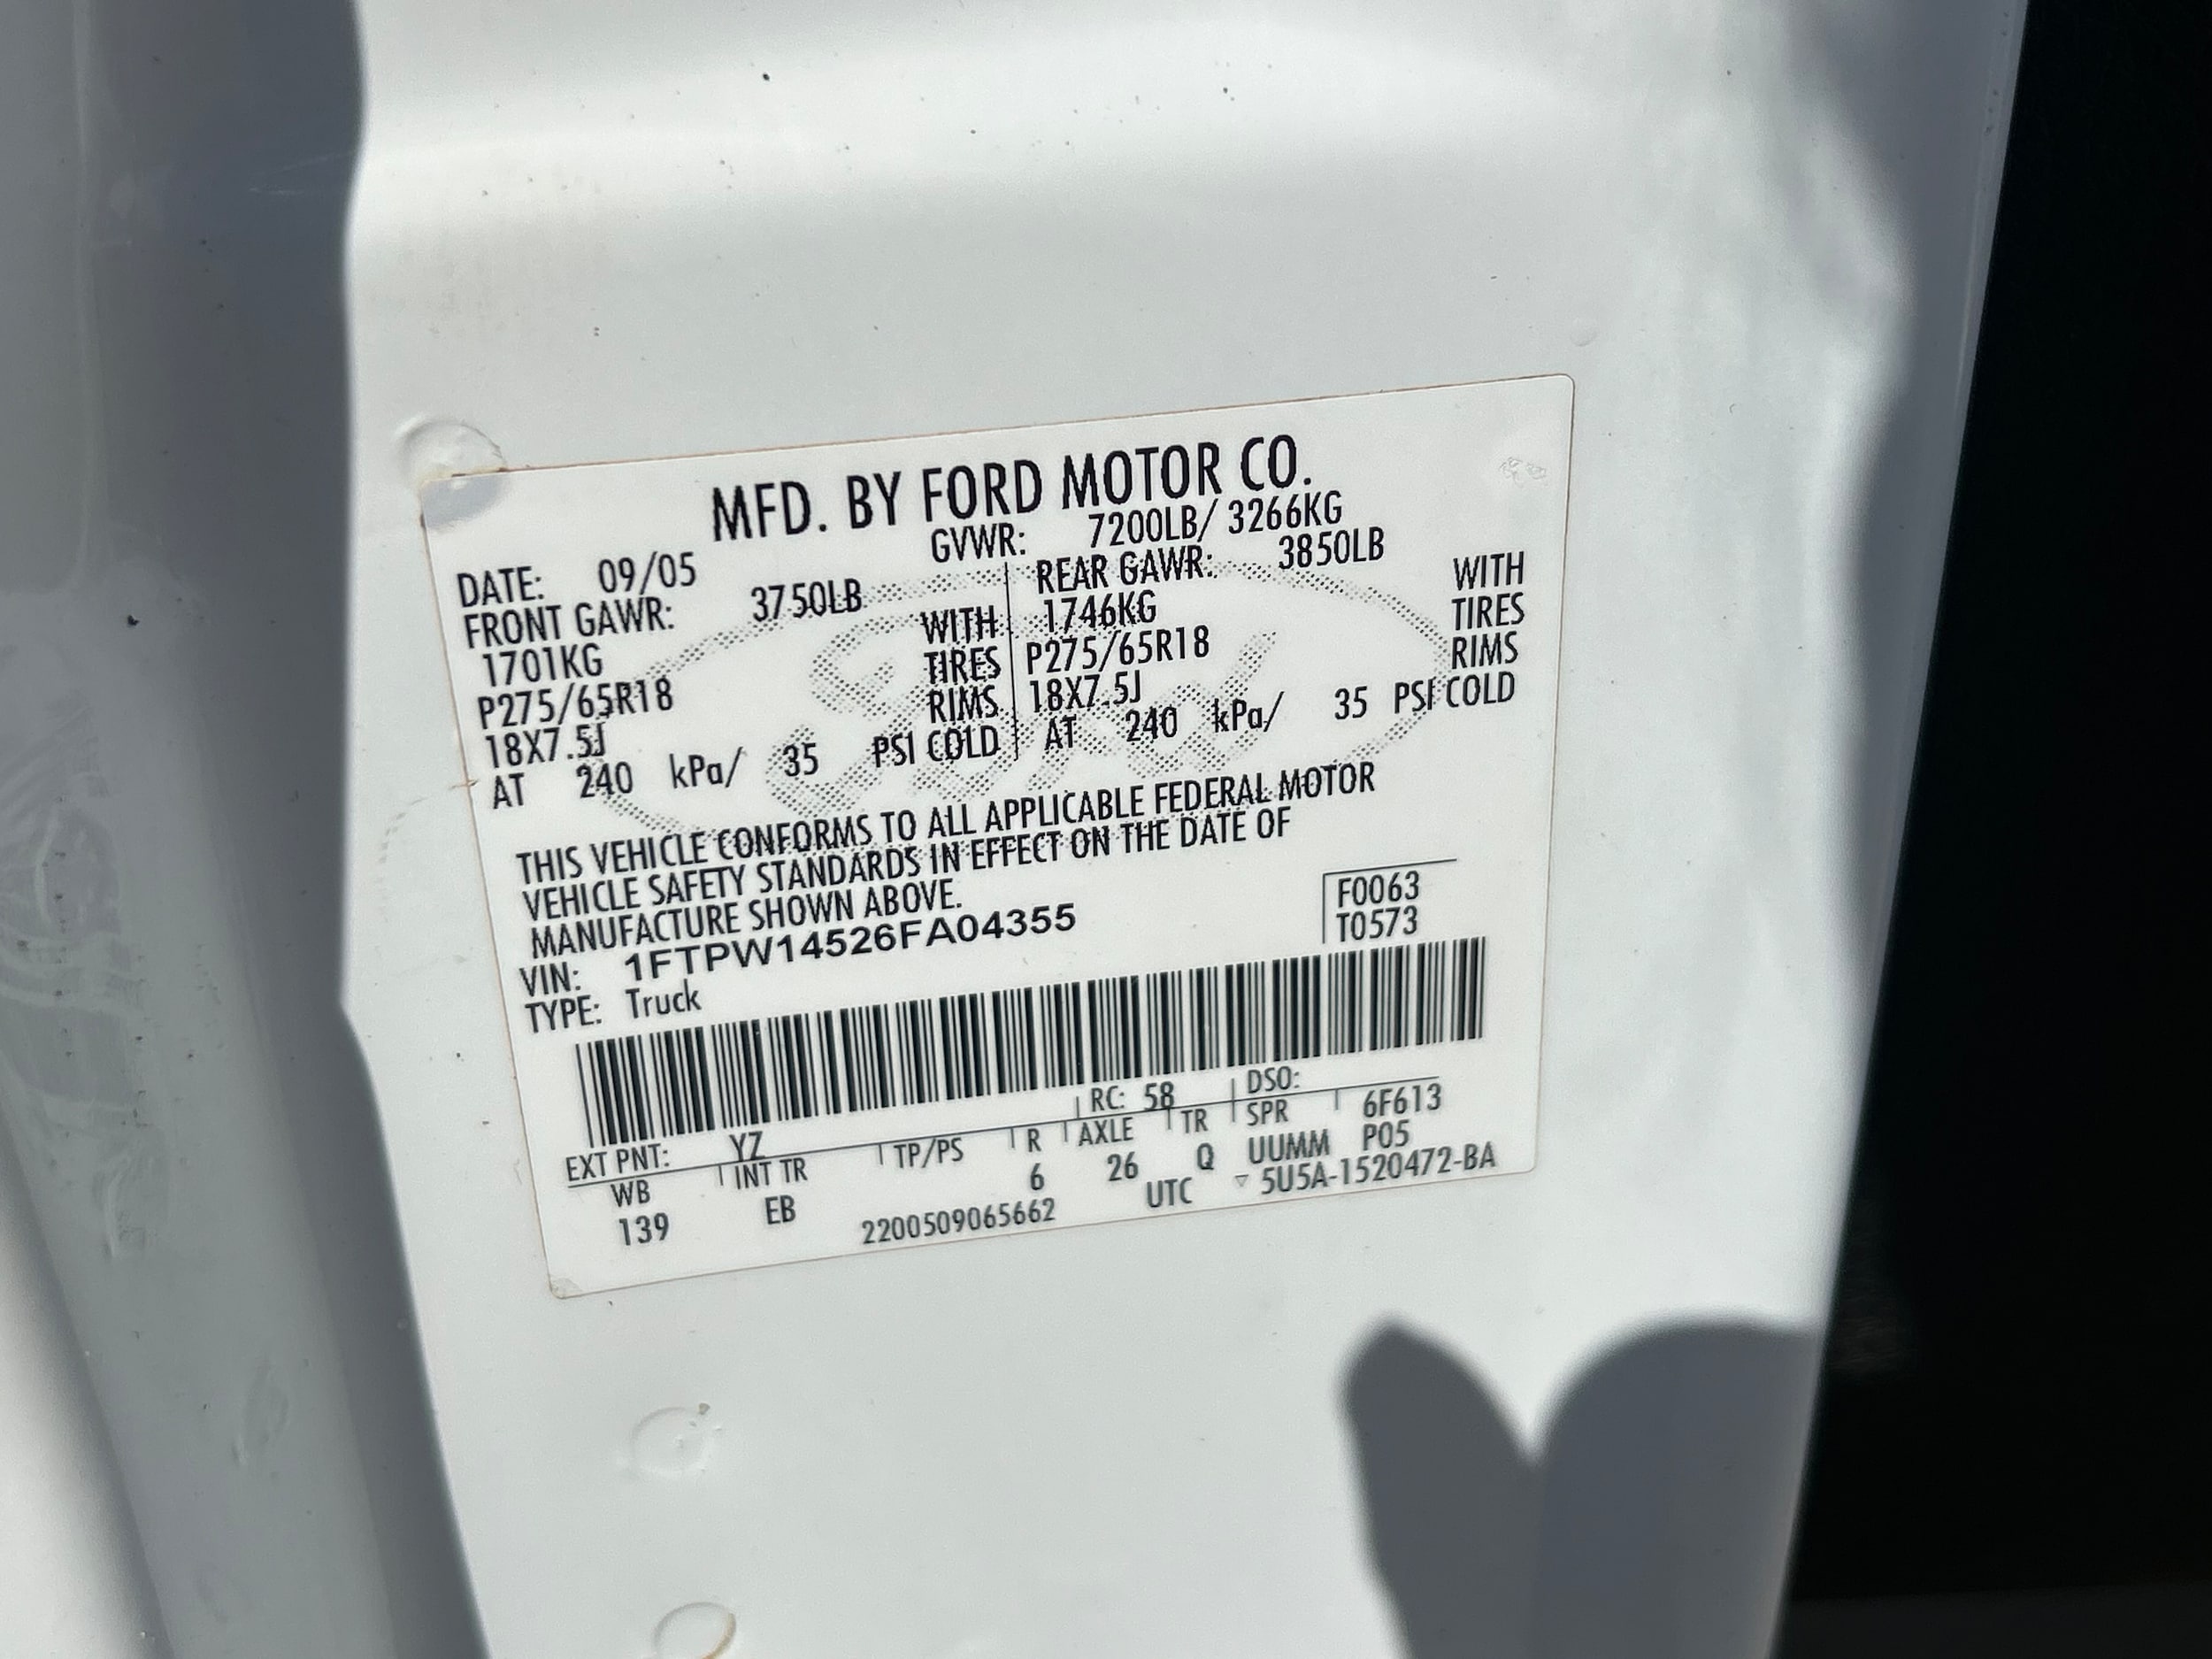 MFD. BY FORD MOTOR CO.
DATE: 09/05 GVWR: 7200LB/ 3266KG
FRONT GAWR: 3750LB REAR GAWR: 3850LB
1701KG WITH 1746KG WITH
P275/65R18 TIRES P275/65R18 TIRES
18X7.5J RIMS 18X7.5J RIMS
AT 240 kPa/ 35 PSI COLD AT 240 kPa/ 35 PSI COLD
THIS VEHICLE CONFORMS TO ALL APPLICABLE FEDERAL MOTOR
VEHICLE SAFETY STANDARDS IN EFFECT ON THE DATE OF
MANUFACTURE SHOWN ABOVE.
VIN: 1FTPW14526FA04355 F0063
TYPE: Truck T0573
EXT PNT: YZ RC: 58 DSO:
WB INT TR TP/PS R AXLE TR SPR 6F613
139 EB 6 26 Q UUMM P05
2200509065662 UTC ▽ 5U5A-1520472-BA
Ford